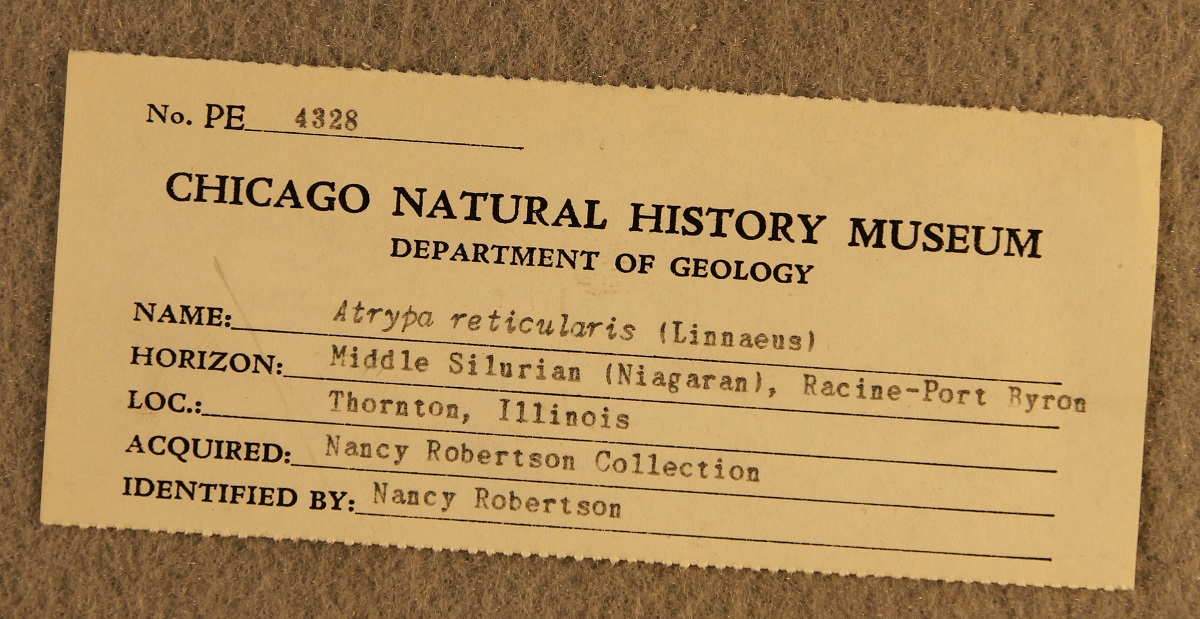 No. PE 4328
CHICAGO NATURAL HISTORY MUSEUM
DEPARTMENT OF GEOLOGY
NAME: Atrypa reticularis (Linnaeus)
HORIZON: Middle Silurian (Niagaran), Racine-Port Byron
LOC.: Thornton, Illinois
ACQUIRED: Nancy Robertson Collection
IDENTIFIED BY: Nancy Robertson